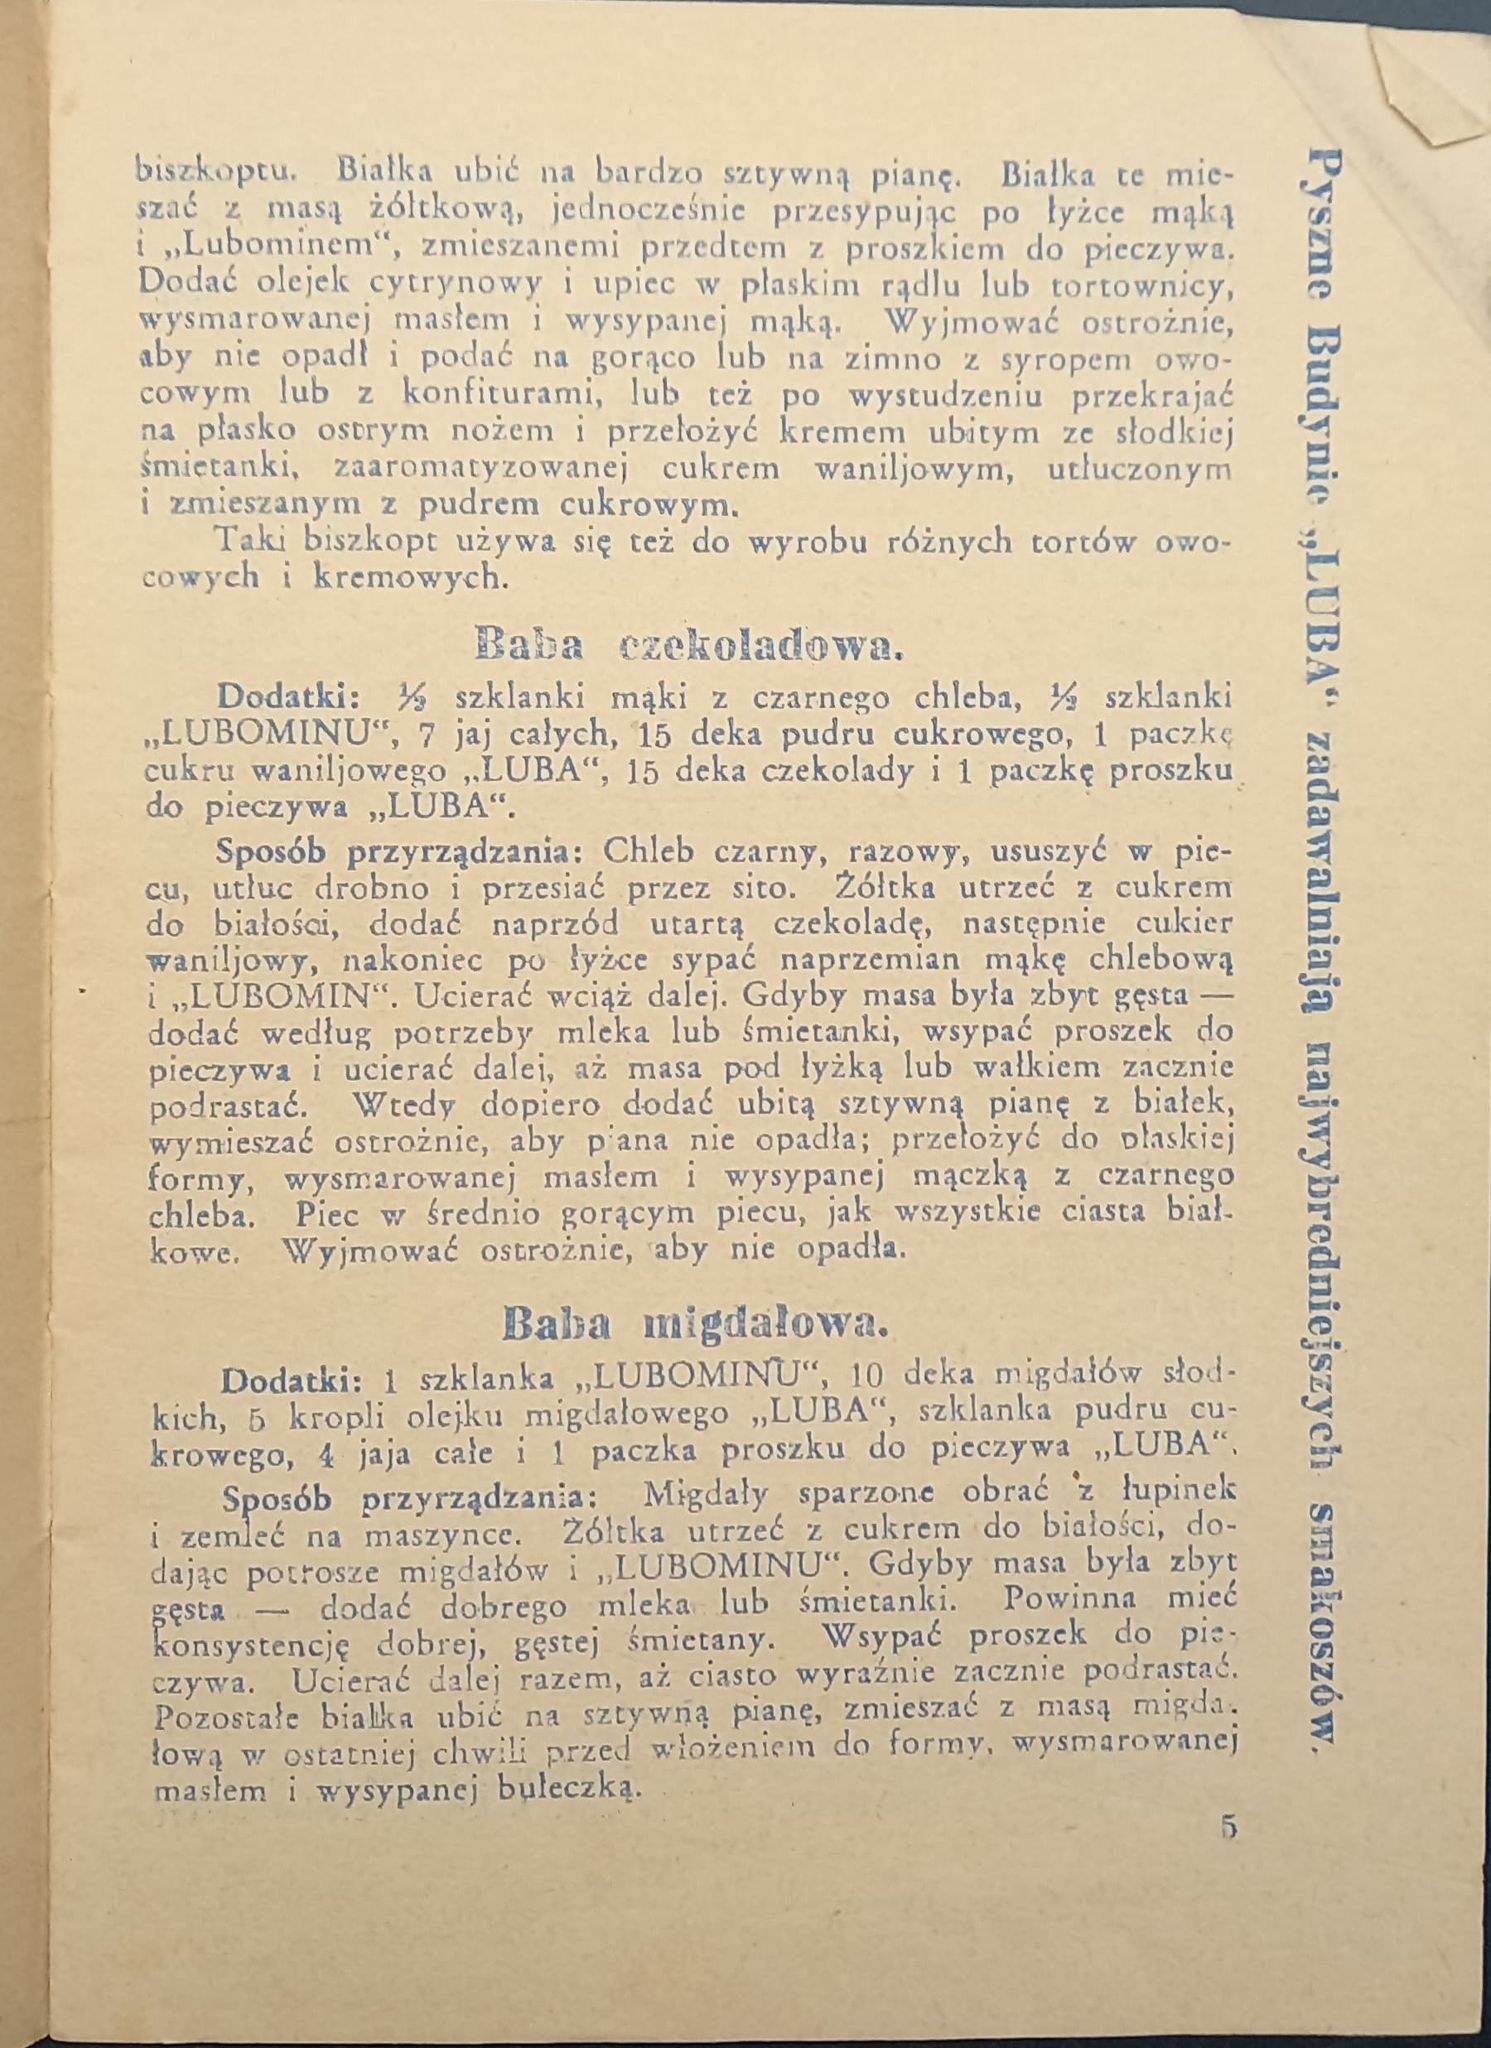 biszkoptu. Białka ubić na bardzo sztywną pianę. Białka te mie-
szać z masą żółtkową, jednocześnie przesypując po łyżce mąką
i „Lubominem“, zmieszanemi przedtem z proszkiem do pieczywa.
Dodać olejek cytrynowy i upiec w płaskim rądlu lub tortownicy,
wysmarowanej masłem i wysypanej mąką. Wyjmować ostrożnie,
aby nie opadł i podać na gorąco lub na zimno z syropem owo-
cowym lub z konfiturami, lub też po wystudzeniu przekrajać
na płasko ostrym nożem i przełożyć kremem ubitym ze słodkiej
śmietanki, zaaromatyzowanej cukrem waniljowym, utłuczonym
i zmieszanym z pudrem cukrowym.
Taki biszkopt używa się też do wyrobu różnych tortów owo-
cowych i kremowych.
Baba czekoladowa.
Dodatki: ½ szklanki mąki z czarnego chleba, ½ szklanki
„LUBOMINU“, 7 jaj całych, 15 deka pudru cukrowego, 1 paczkę
cukru waniljowego „LUBA“, 15 deka czekolady i 1 paczkę proszku
do pieczywa „LUBA“.
Sposób przyrządzania: Chleb czarny, razowy, ususzyć w pie-
cu, utłuc drobno i przesiać przez sito. Żółtka utrzeć z cukrem
do białości, dodać naprzód utartą czekoladę, następnie cukier
waniljowy, nakoniec po łyżce sypać naprzemian mąkę chlebową
i „LUBOMIN“. Ucierać wciąż dalej. Gdyby masa była zbyt gęsta —
dodać według potrzeby mleka lub śmietanki, wsypać proszek do
pieczywa i ucierać dalej, aż masa pod łyżką lub wałkiem zacznie
podrastać. Wtedy dopiero dodać ubitą sztywną pianę z białek,
wymieszać ostrożnie, aby piana nie opadła; przełożyć do płaskiej
formy, wysmarowanej masłem i wysypanej mączką z czarnego
chleba. Piec w średnio gorącym piecu, jak wszystkie ciasta biał-
kowe. Wyjmować ostrożnie, aby nie opadła.
Baba migdałowa.
Dodatki: 1 szklanka „LUBOMINU“, 10 deka migdałów słod-
kich, 5 kropli olejku migdałowego „LUBA“, szklanka pudru cu-
krowego, 4 jaja całe i 1 paczka proszku do pieczywa „LUBA“.
Sposób przyrządzania: Migdały sparzone obrać z łupinek
i zemleć na maszynce. Żółtka utrzeć z cukrem do białości, do-
dając potrosze migdałów i „LUBOMINU“. Gdyby masa była zbyt
gęsta — dodać dobrego mleka lub śmietanki. Powinna mieć
konsystencję dobrej, gęstej śmietany. Wsypać proszek do pie-
czywa. Ucierać dalej razem, aż ciasto wyraźnie zacznie podrastać.
Pozostałe białka ubić na sztywną pianę, zmieszać z masą migda-
łową w ostatniej chwili przed włożeniem do formy, wysmarowanej
masłem i wysypanej bułeczką.
5
Pyszne Budynie „LUBA“ zadawalniają najwybredniejszych smakoszów.